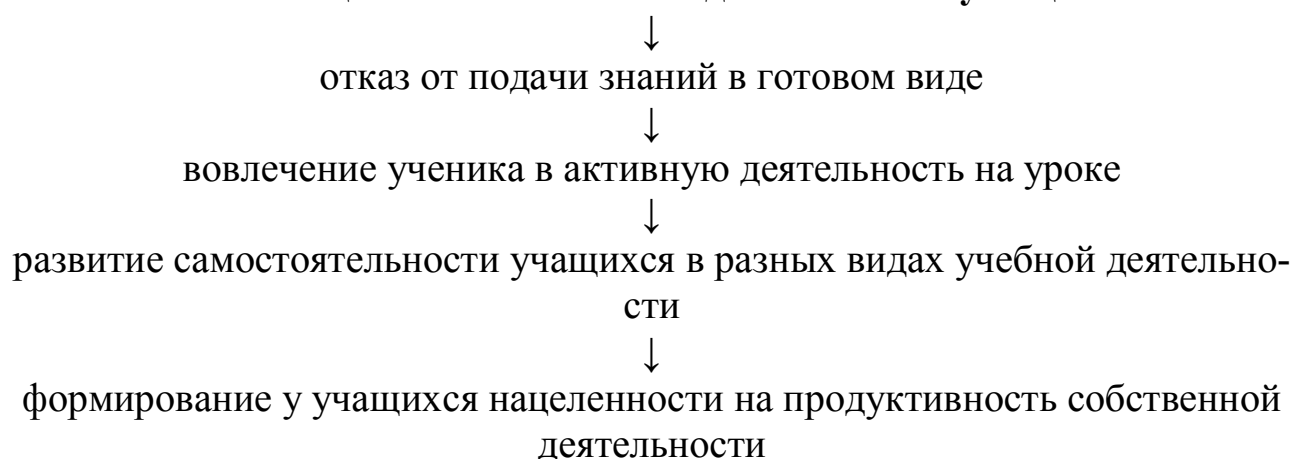 ↓
отказ от подачи знаний в готовом виде
↓
вовлечение ученика в активную деятельность на уроке
↓
развитие самостоятельности учащихся в разных видах учебной деятельно-
сти
↓
формирование у учащихся нацеленности на продуктивность собственной
деятельности